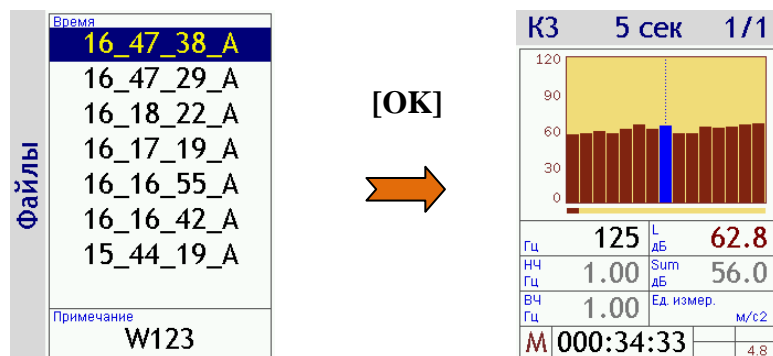 Файлы
Время
16_47_38_A
16_47_29_A
16_18_22_A
16_17_19_A
16_16_55_A
16_16_42_A
15_44_19_A
Примечание
W123
[OK]
К3 5 сек 1/1
120
90
60
30
0
Гц 125 L дБ 62.8
НЧ Гц 1.00 Sum дБ 56.0
ВЧ Гц 1.00 Ед. измер. м/с2
М 000:34:33 4.8